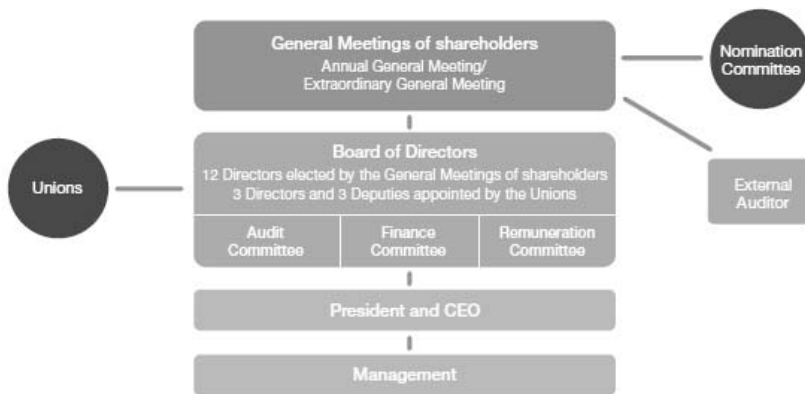 General Meetings of shareholders
Annual General Meeting/
Extraordinary General Meeting
Nomination
Committee
Board of Directors
12 Directors elected by the General Meetings of shareholders
3 Directors and 3 Deputies appointed by the Unions
Unions
External
Auditor
Audit
Committee
Finance
Committee
Remuneration
Committee
President and CEO
Management